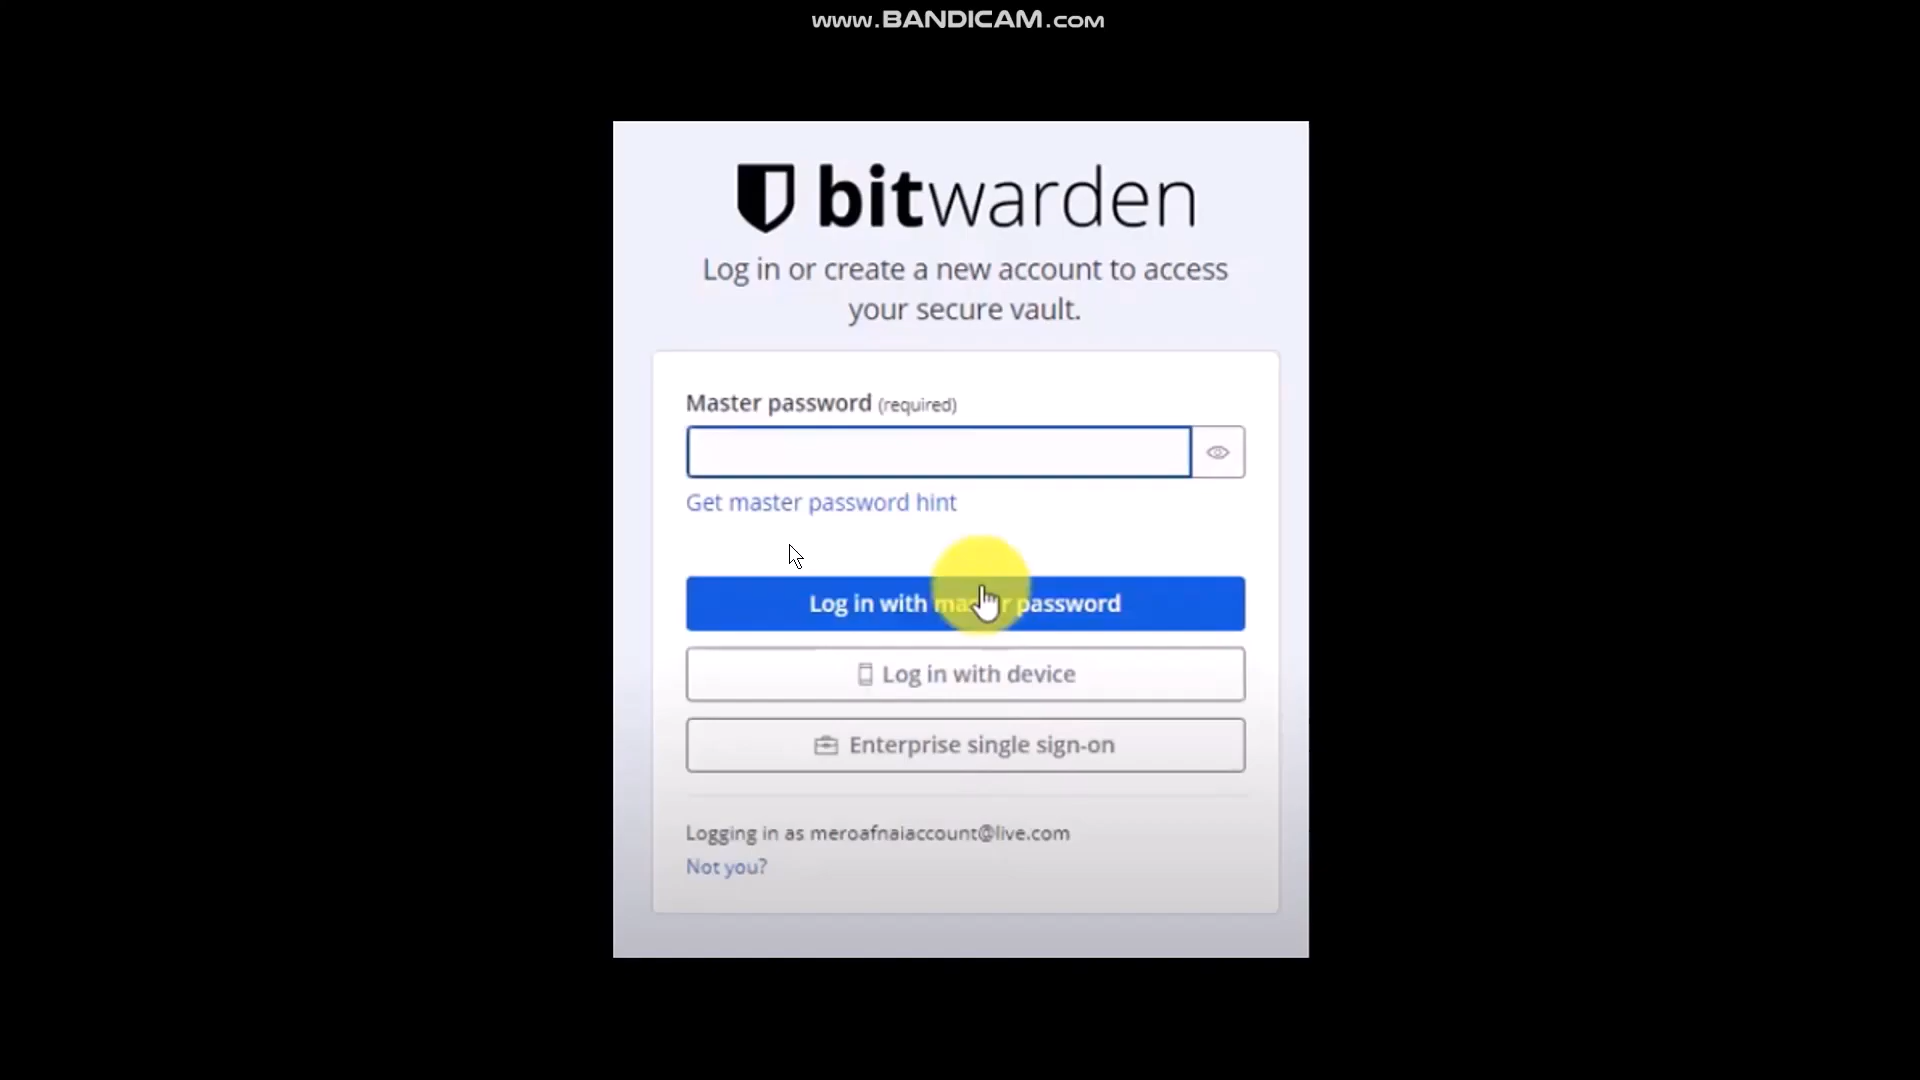 www.BANDICAM.com
bitwarden
Log in or create a new account to access
your secure vault.
Master password (required)
Get master password hint
Log in with master password
Log in with device
Enterprise single sign-on
Logging in as meroafnaiaccount@live.com
Not you?